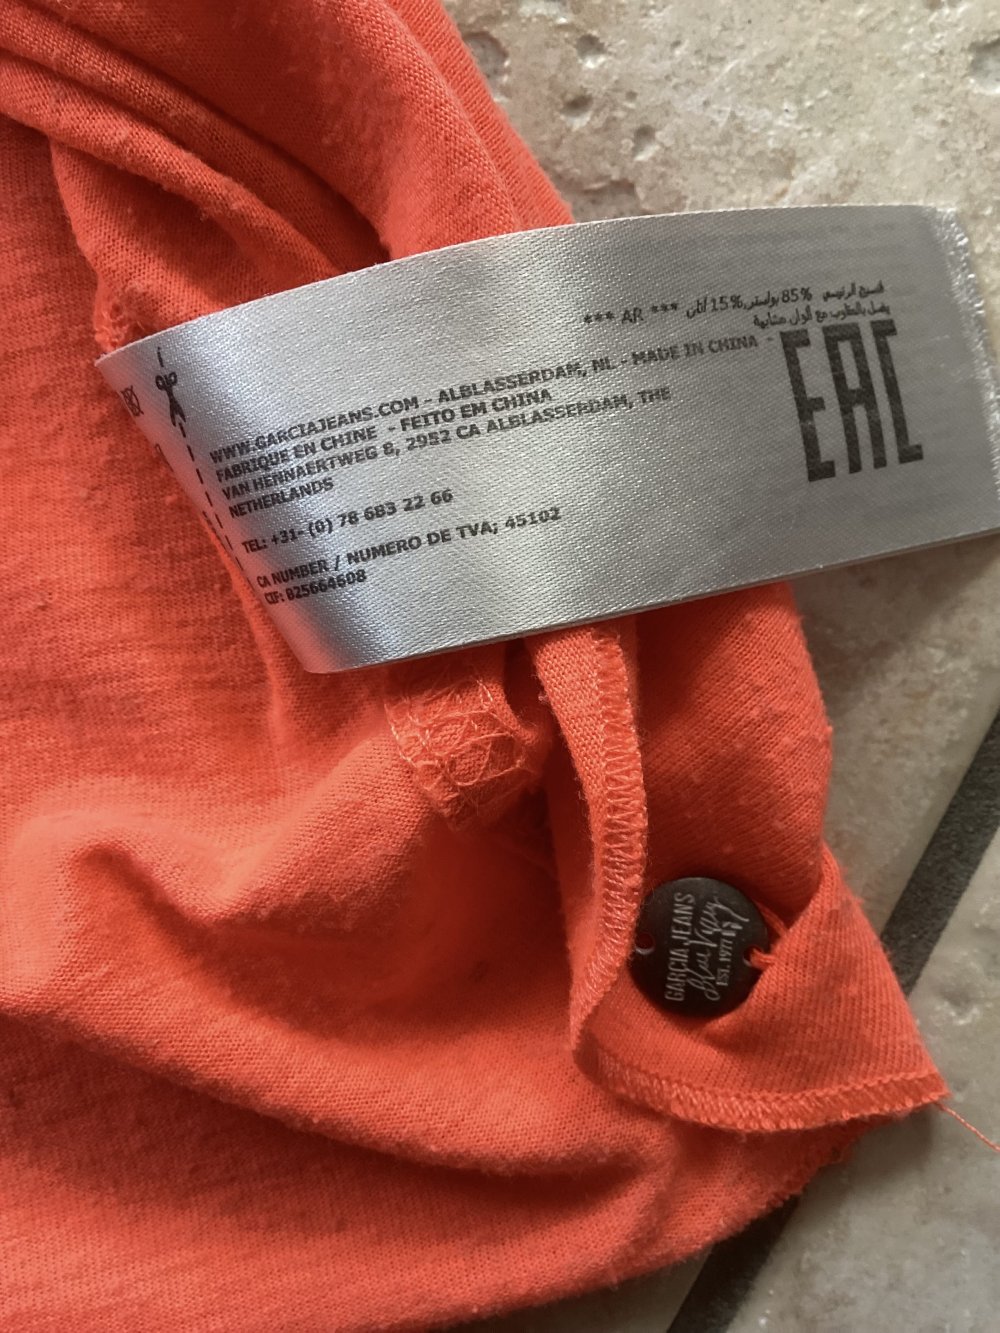 النسيج الرئيسي 85% بوليستر,15% كتان *** AR ***
يغسل بالمقلوب مع ألوان مشابهة
WWW.GARCIAJEANS.COM - ALBLASSERDAM, NL - MADE IN CHINA -
FABRIQUE EN CHINE - FEITO EM CHINA
VAN HENNAERTWEG 8, 2952 CA ALBLASSERDAM, THE
NETHERLANDS
TEL: +31- (0) 78 683 22 66
CA NUMBER / NUMERO DE TVA; 45102
CIF: B25664608
EAC
GARCIA JEANS
EST. 1977